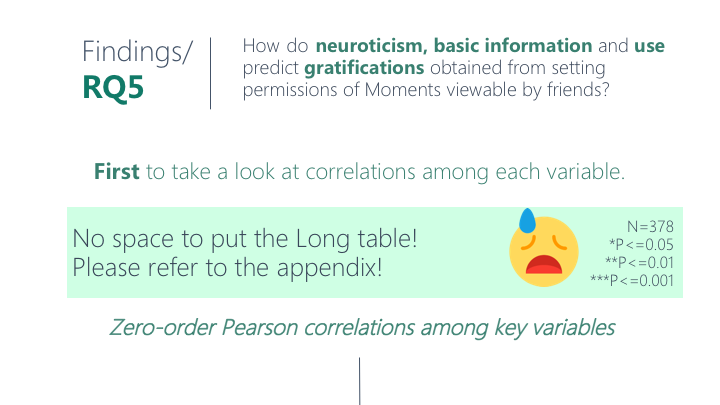 Findings/
RQ5
How do neuroticism, basic information and use
predict gratifications obtained from setting
permissions of Moments viewable by friends?
First to take a look at correlations among each variable.
No space to put the Long table!
Please refer to the appendix!
N=378
*P<=0.05
**P<=0.01
***P<=0.001
Zero-order Pearson correlations among key variables